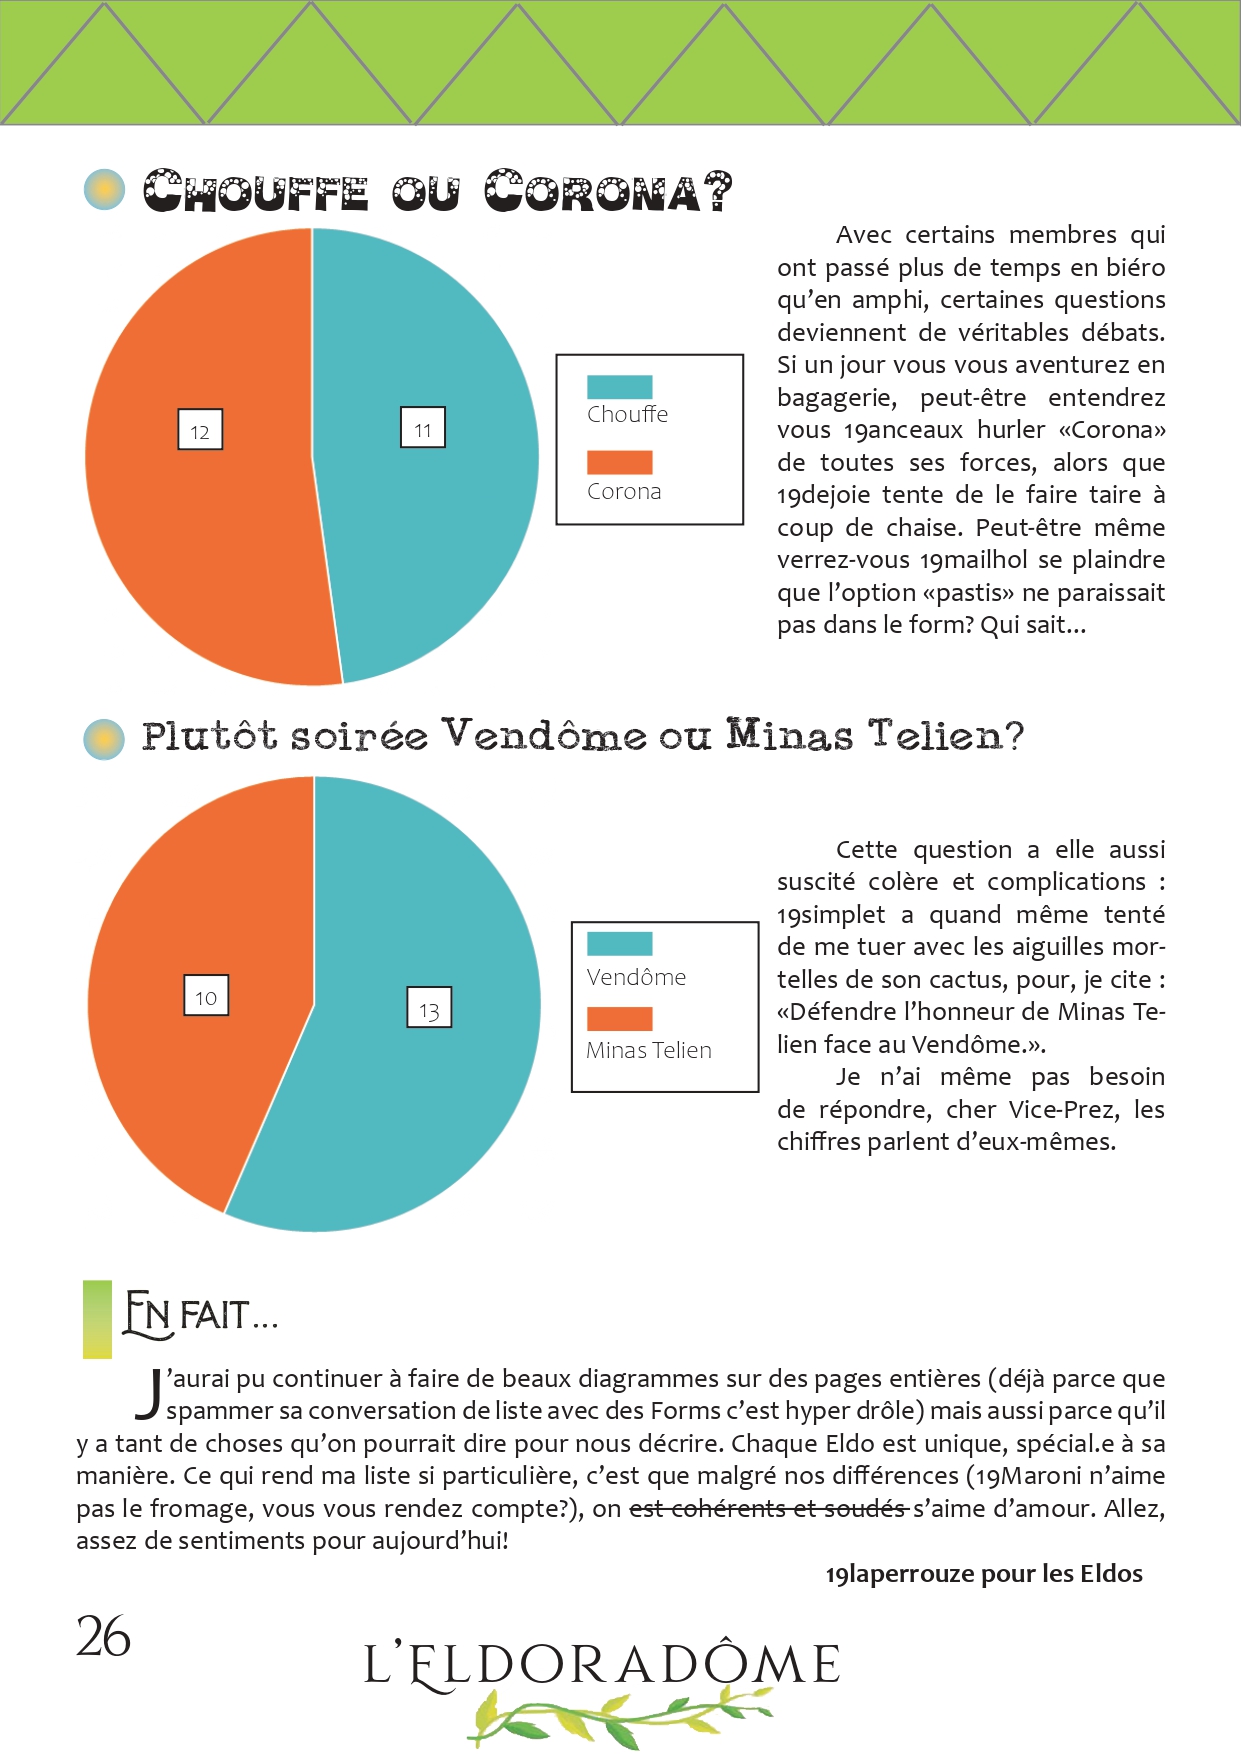 Chouffe ou Corona?
12
11
Chouffe
Corona
Avec certains membres qui
ont passé plus de temps en biéro
qu’en amphi, certaines questions
deviennent de véritables débats.
Si un jour vous vous aventurez en
bagagerie, peut-être entendrez
vous 19anceaux hurler «Corona»
de toutes ses forces, alors que
19dejoie tente de le faire taire à
coup de chaise. Peut-être même
verrez-vous 19mailhol se plaindre
que l’option «pastis» ne paraissait
pas dans le form? Qui sait...
Plutôt soirée Vendôme ou Minas Telien?
10
13
Vendôme
Minas Telien
Cette question a elle aussi
suscité colère et complications :
19simplet a quand même tenté
de me tuer avec les aiguilles mor-
telles de son cactus, pour, je cite :
«Défendre l’honneur de Minas Te-
lien face au Vendôme.».
Je n’ai même pas besoin
de répondre, cher Vice-Prez, les
chiffres parlent d’eux-mêmes.
En fait...
J’aurai pu continuer à faire de beaux diagrammes sur des pages entières (déjà parce que
spammer sa conversation de liste avec des Forms c’est hyper drôle) mais aussi parce qu’il
y a tant de choses qu’on pourrait dire pour nous décrire. Chaque Eldo est unique, spécial.e à sa
manière. Ce qui rend ma liste si particulière, c’est que malgré nos différences (19Maroni n’aime
pas le fromage, vous vous rendez compte?), on est cohérents et soudés s’aime d’amour. Allez,
assez de sentiments pour aujourd’hui!
19laperrouze pour les Eldos
26
L’Eldoradôme